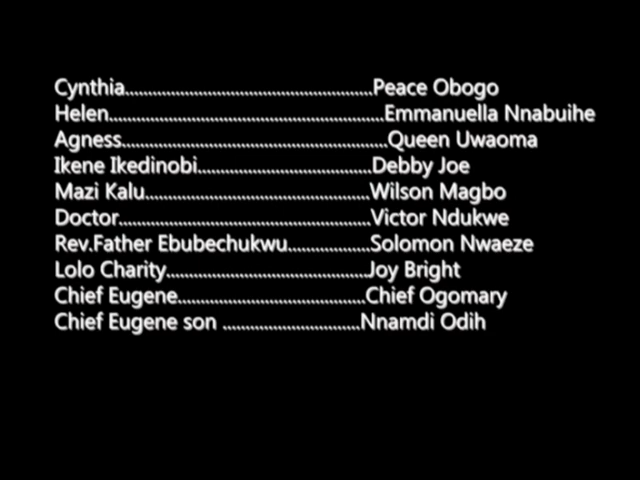 Cynthia......................................................Peace Obogo
Helen............................................................Emmanuella Nnabuihe
Agness..........................................................Queen Uwaoma
Ikene Ikedinobi......................................Debby Joe
Mazi Kalu.................................................Wilson Magbo
Doctor.......................................................Victor Ndukwe
Rev.Father Ebubechukwu..................Solomon Nwaeze
Lolo Charity............................................Joy Bright
Chief Eugene.........................................Chief Ogomary
Chief Eugene son ..............................Nnamdi Odih